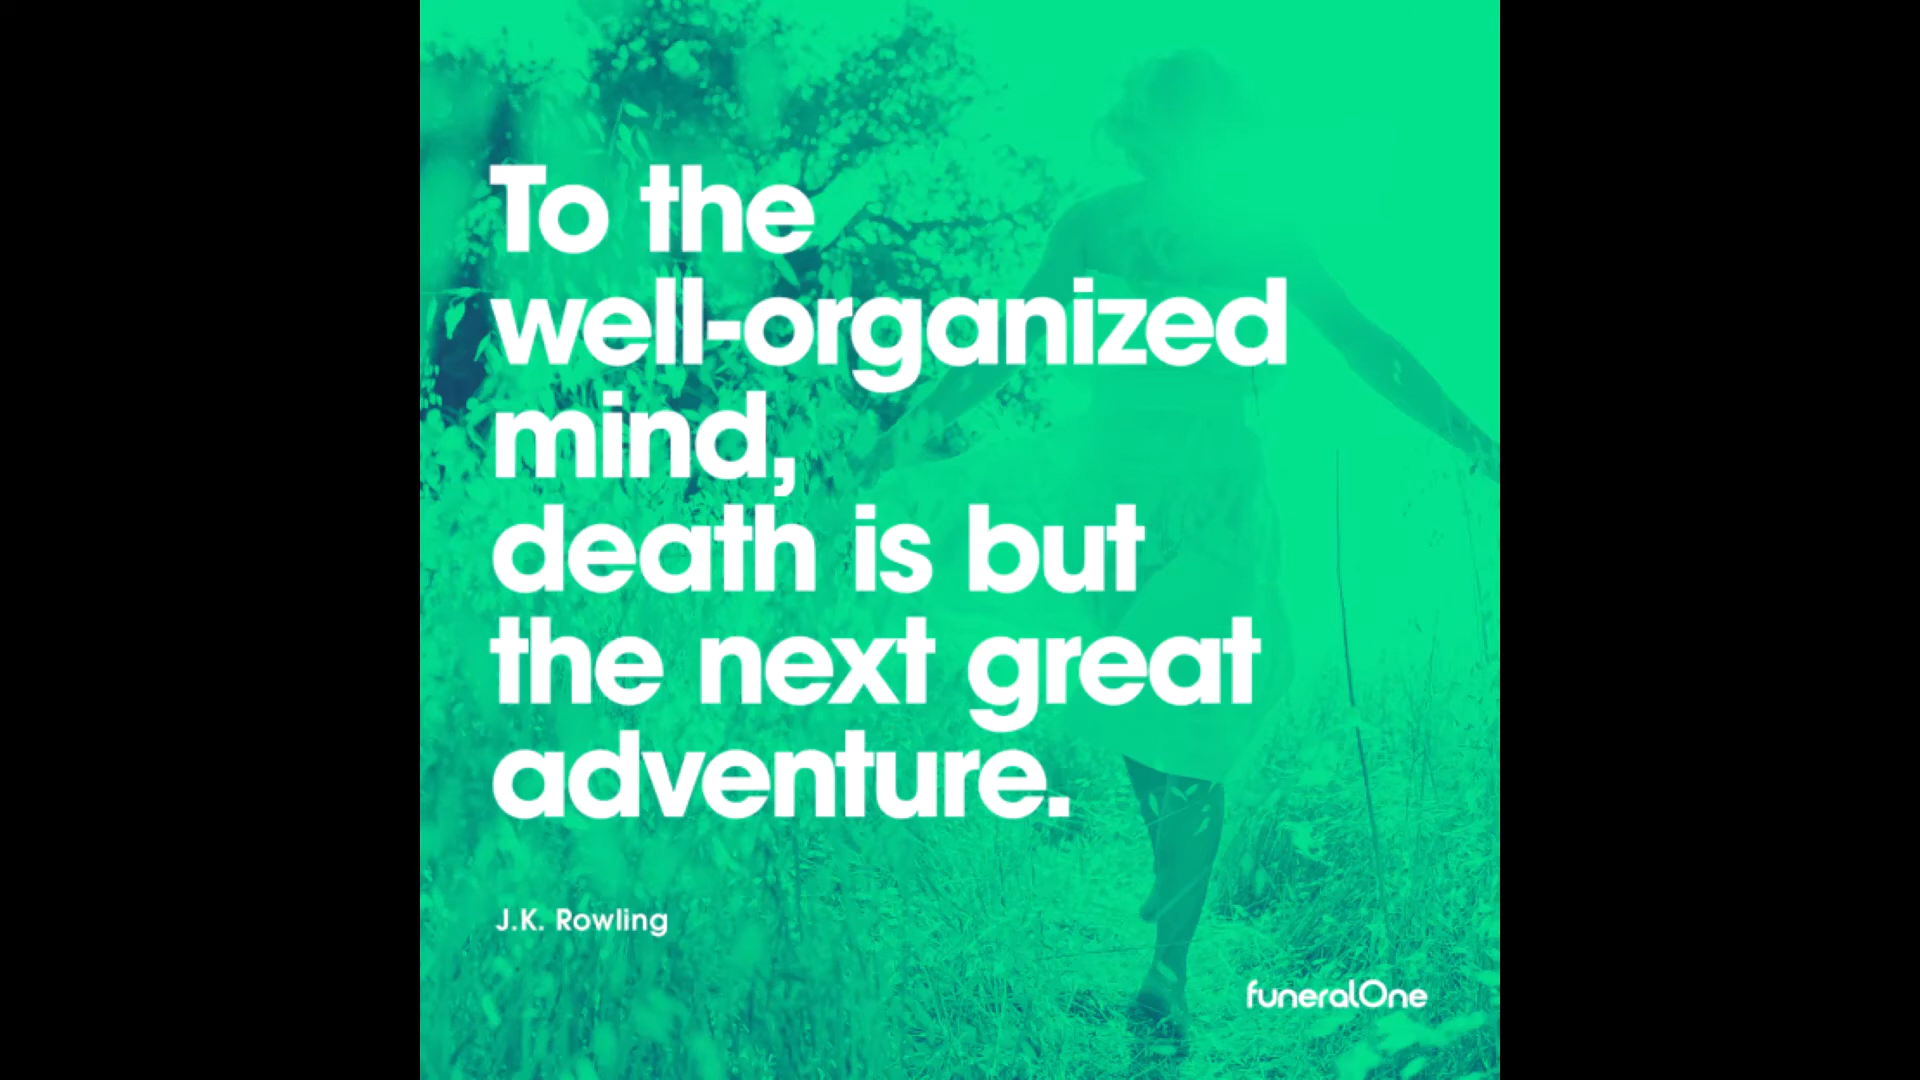 To the
well-organized
mind,
death is but
the next great
adventure.
J.K. Rowling
funeralOne